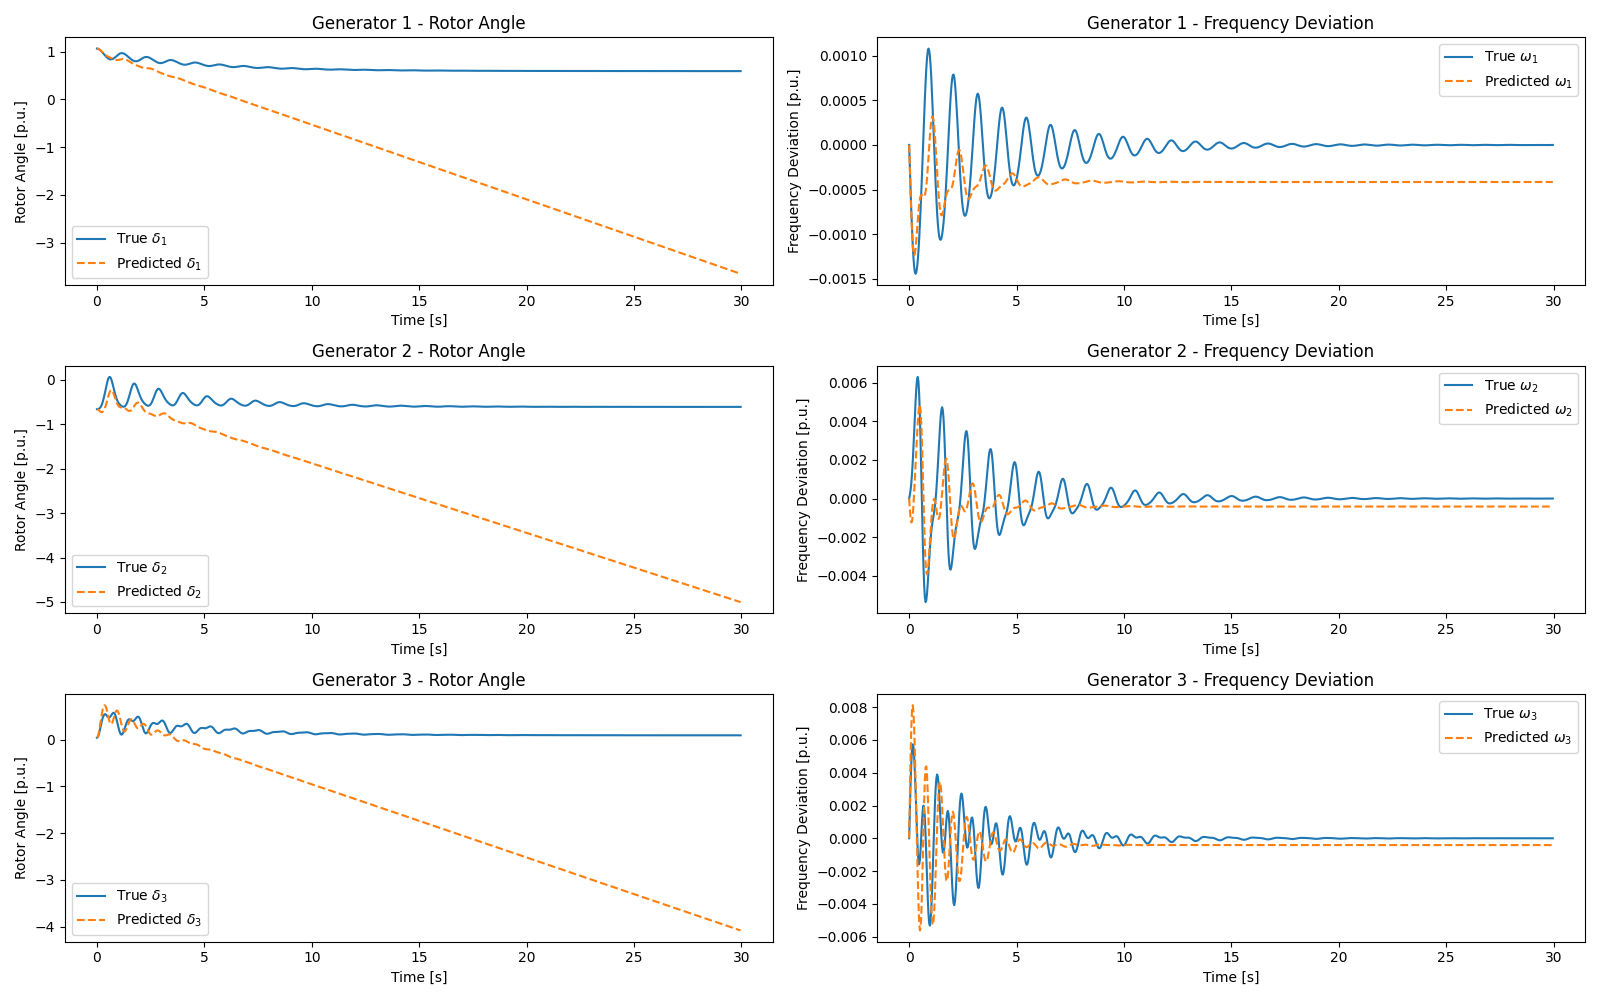 Generator 1 - Rotor Angle
Rotor Angle [p.u.]
1
0
−1
−2
−3
True δ1
Predicted δ1
0 5 10 15 20 25 30
Time [s]
Generator 1 - Frequency Deviation
Frequency Deviation [p.u.]
0.0010
0.0005
0.0000
−0.0005
−0.0010
−0.0015
True ω1
Predicted ω1
0 5 10 15 20 25 30
Time [s]
Generator 2 - Rotor Angle
Rotor Angle [p.u.]
0
−1
−2
−3
−4
−5
True δ2
Predicted δ2
0 5 10 15 20 25 30
Time [s]
Generator 2 - Frequency Deviation
Frequency Deviation [p.u.]
0.006
0.004
0.002
0.000
−0.002
−0.004
True ω2
Predicted ω2
0 5 10 15 20 25 30
Time [s]
Generator 3 - Rotor Angle
Rotor Angle [p.u.]
0
−1
−2
−3
−4
True δ3
Predicted δ3
0 5 10 15 20 25 30
Time [s]
Generator 3 - Frequency Deviation
Frequency Deviation [p.u.]
0.008
0.006
0.004
0.002
0.000
−0.002
−0.004
−0.006
True ω3
Predicted ω3
0 5 10 15 20 25 30
Time [s]